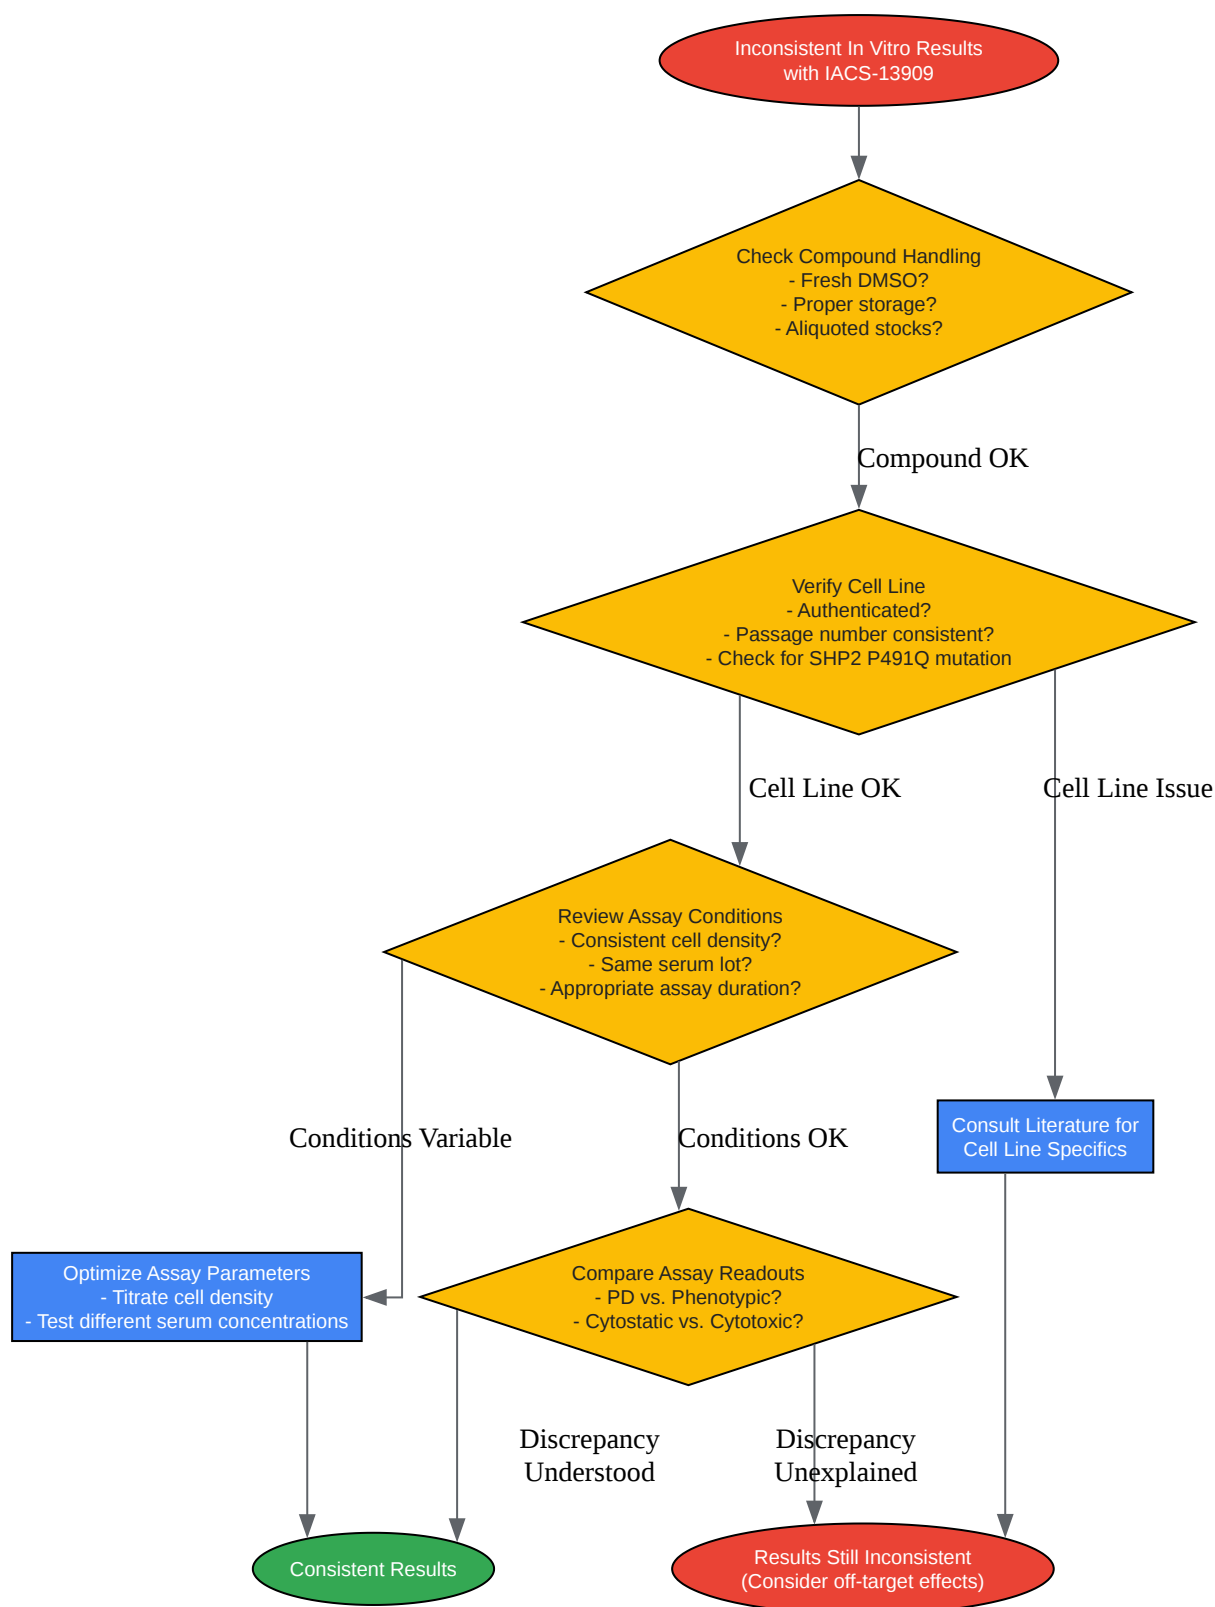 Inconsistent In Vitro Results
with IACS-13909
Check Compound Handling
- Fresh DMSO?
- Proper storage?
- Aliquoted stocks?
Compound OK
Verify Cell Line
- Authenticated?
- Passage number consistent?
- Check for SHP2 P491Q mutation
Cell Line OK
Cell Line Issue
Review Assay Conditions
- Consistent cell density?
- Same serum lot?
- Appropriate assay duration?
Conditions Variable
Conditions OK
Consult Literature for
Cell Line Specifics
Optimize Assay Parameters
- Titrate cell density
- Test different serum concentrations
Compare Assay Readouts
- PD vs. Phenotypic?
- Cytostatic vs. Cytotoxic?
Discrepancy
Understood
Discrepancy
Unexplained
Consistent Results
Results Still Inconsistent
(Consider off-target effects)